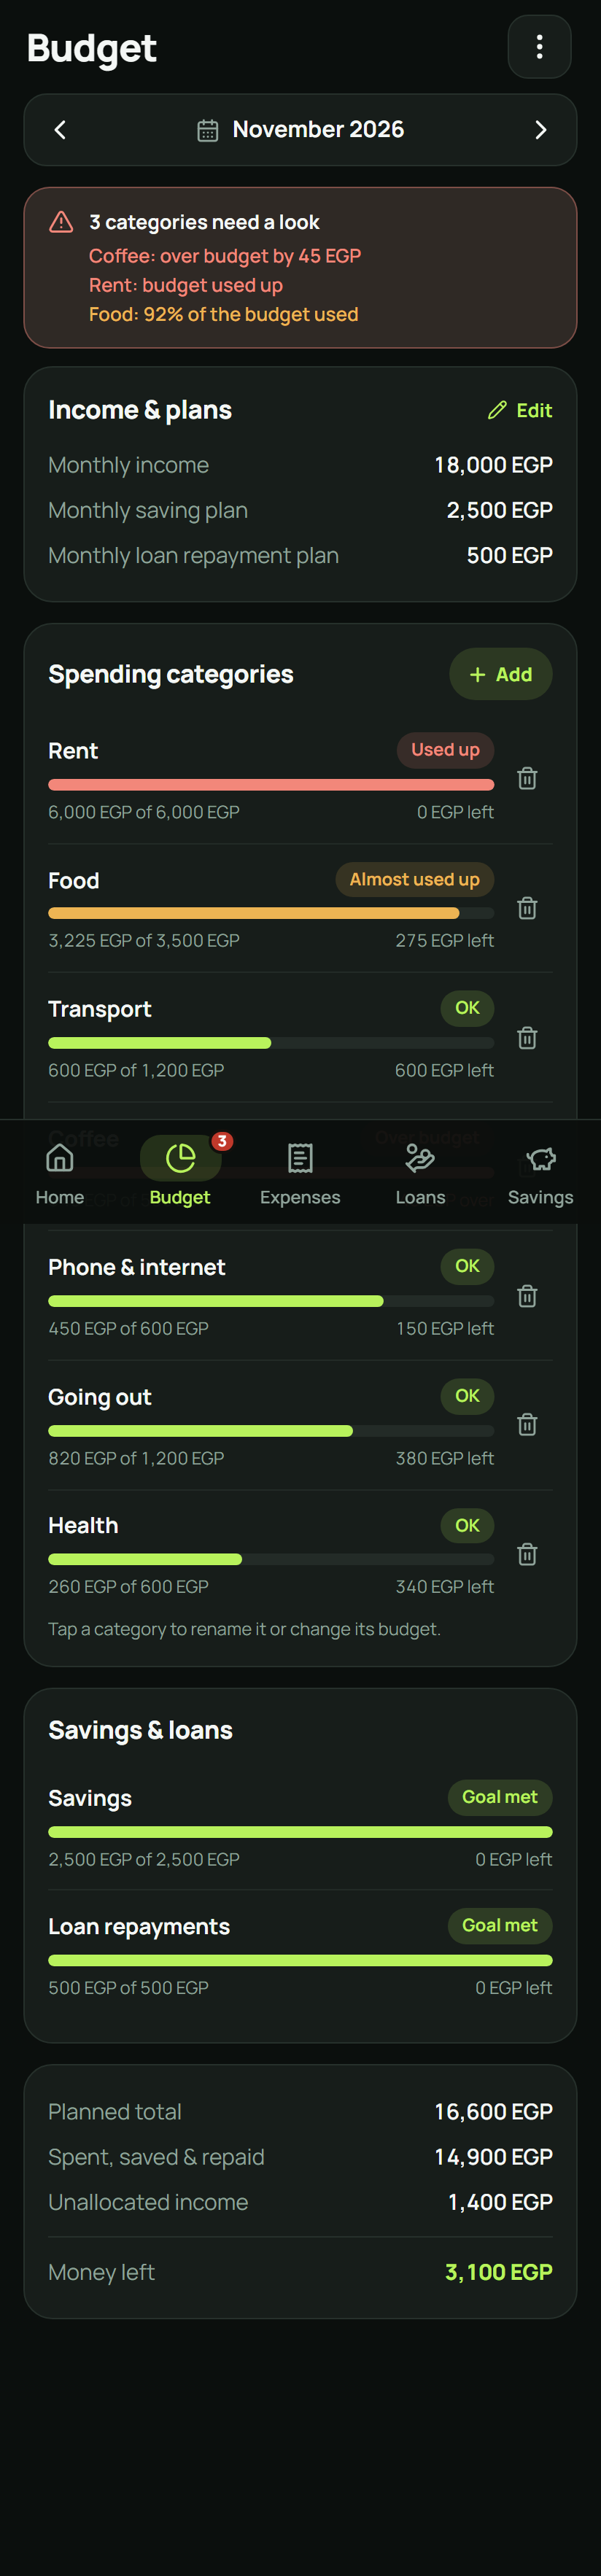 Budget
November 2026
3 categories need a look
Coffee: over budget by 45 EGP
Rent: budget used up
Food: 92% of the budget used
Income & plans
Edit
Monthly income 18,000 EGP
Monthly saving plan 2,500 EGP
Monthly loan repayment plan 500 EGP
Spending categories
+ Add
Rent Used up
6,000 EGP of 6,000 EGP 0 EGP left
Food Almost used up
3,225 EGP of 3,500 EGP 275 EGP left
Transport OK
600 EGP of 1,200 EGP 600 EGP left
Coffee Over budget
3
Home Budget Expenses Loans Savings
Phone & internet OK
450 EGP of 600 EGP 150 EGP left
Going out OK
820 EGP of 1,200 EGP 380 EGP left
Health OK
260 EGP of 600 EGP 340 EGP left
Tap a category to rename it or change its budget.
Savings & loans
Savings Goal met
2,500 EGP of 2,500 EGP 0 EGP left
Loan repayments Goal met
500 EGP of 500 EGP 0 EGP left
Planned total 16,600 EGP
Spent, saved & repaid 14,900 EGP
Unallocated income 1,400 EGP
Money left 3,100 EGP